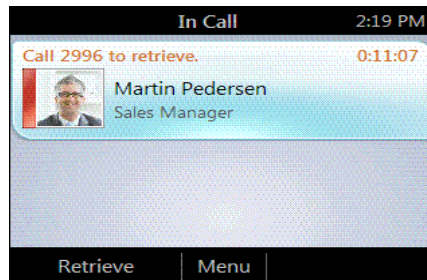 In Call 2:19 PM
Call 2996 to retrieve. 0:11:07
Martin Pedersen
Sales Manager
Retrieve Menu